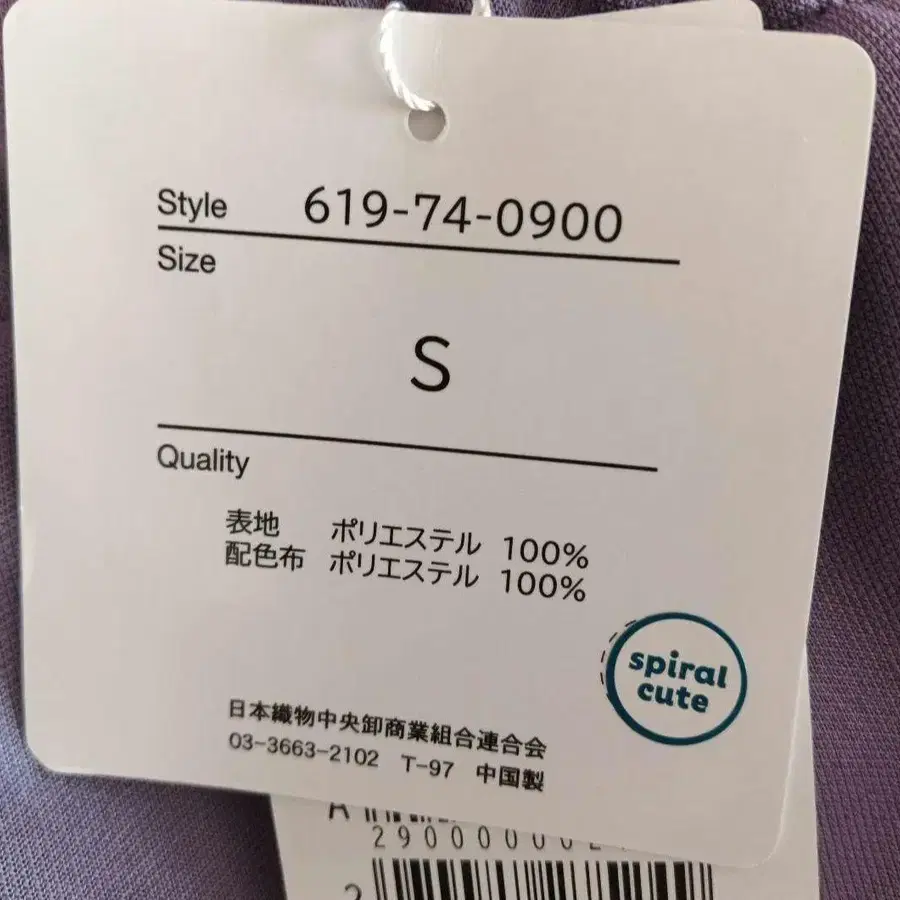 Style 619-74-0900
Size
S
Quality
表地 ポリエステル 100%
配色布 ポリエステル 100%
spiral
cute
日本織物中央卸商業組合連合会
03-3663-2102 T-97 中国製